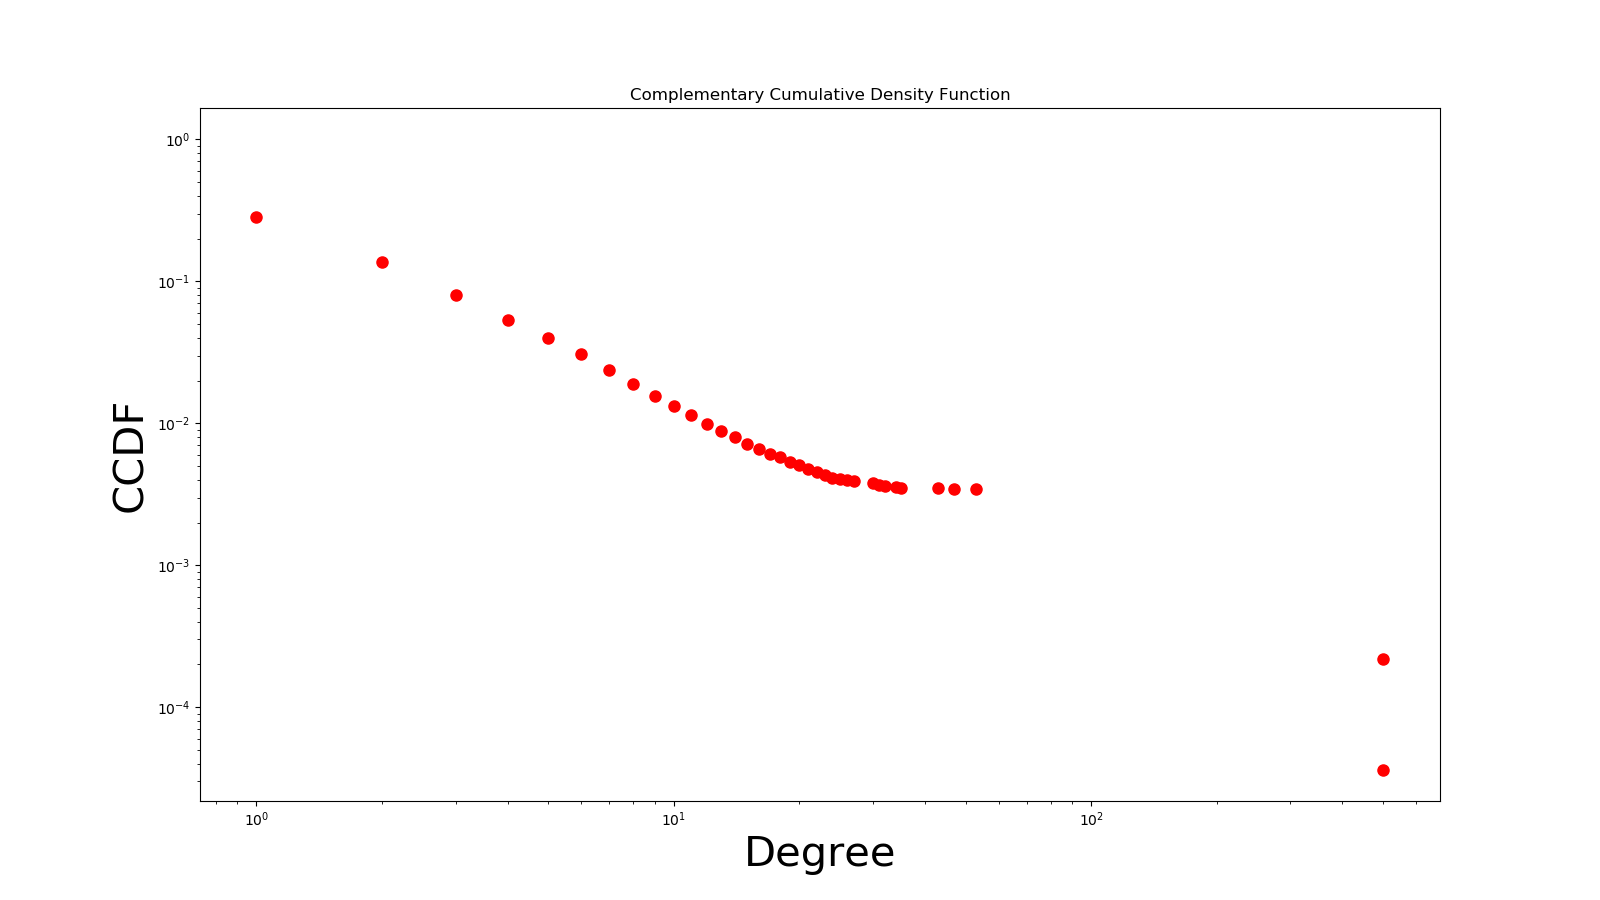 Complementary Cumulative Density Function
10⁰
10⁻¹
CCDF
10⁻²
10⁻³
10⁻⁴
10⁰ 10¹ 10²
Degree